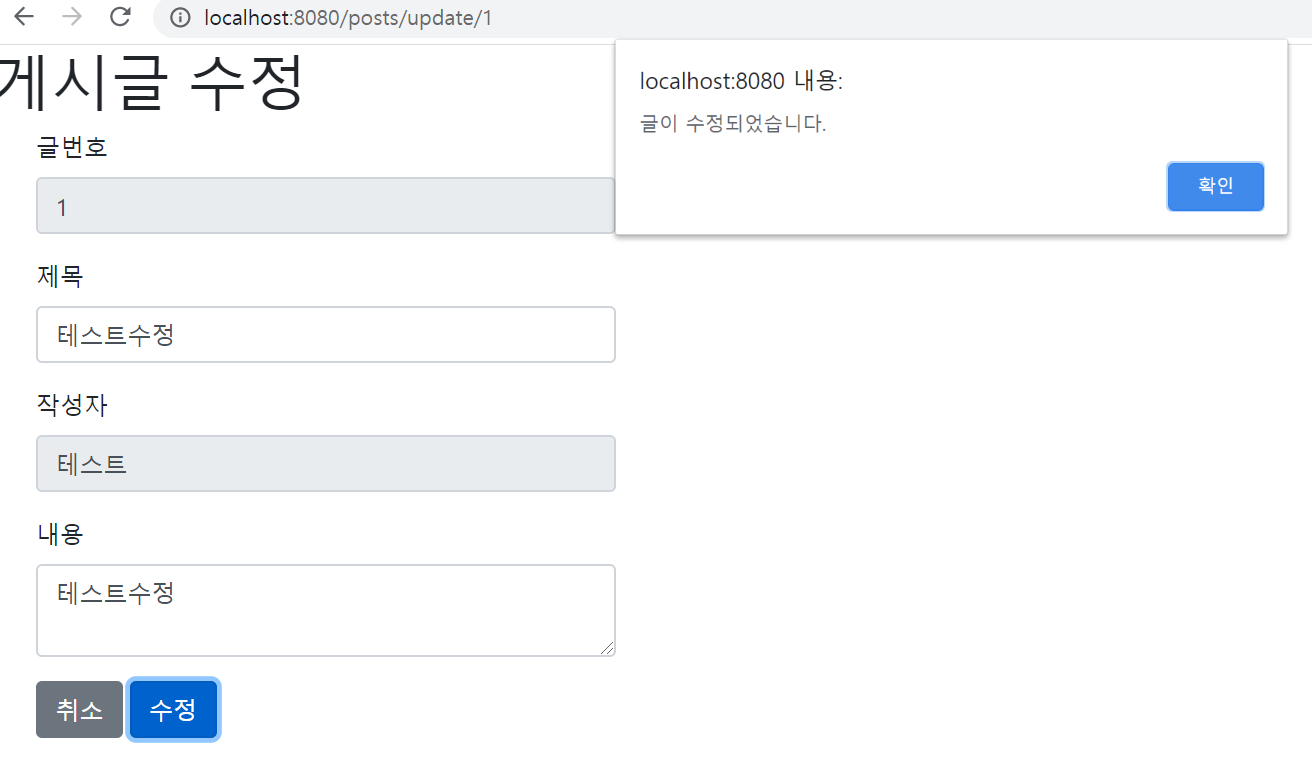 localhost:8080/posts/update/1
게시글 수정
localhost:8080 내용:
글이 수정되었습니다.
확인
글번호
1
제목
테스트수정
작성자
테스트
내용
테스트수정
취소 수정